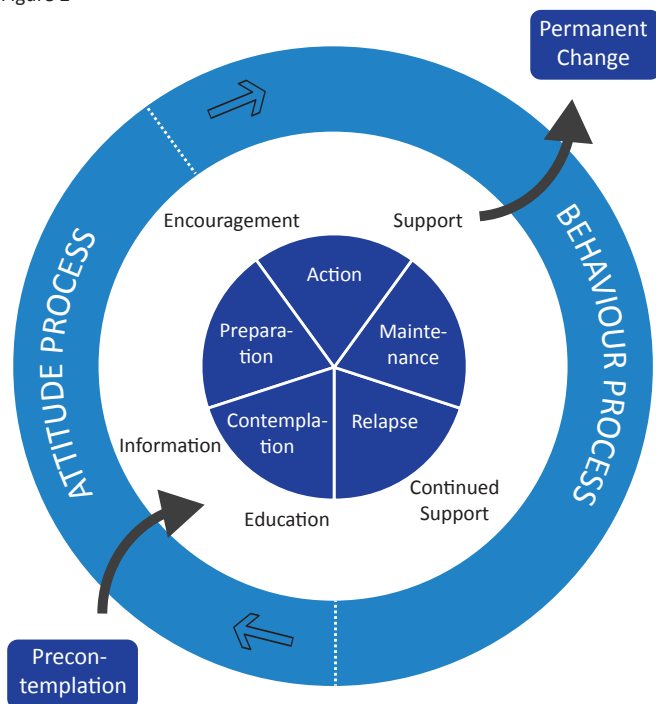 Figure 2
Permanent
Change
Encouragement
Support
Action
ATTITUDE PROCESS
BEHAVIOUR PROCESS
Prepara-
tion
Mainte-
nance
Contempla-
tion
Relapse
Information
Education
Continued
Support
Precon-
templation